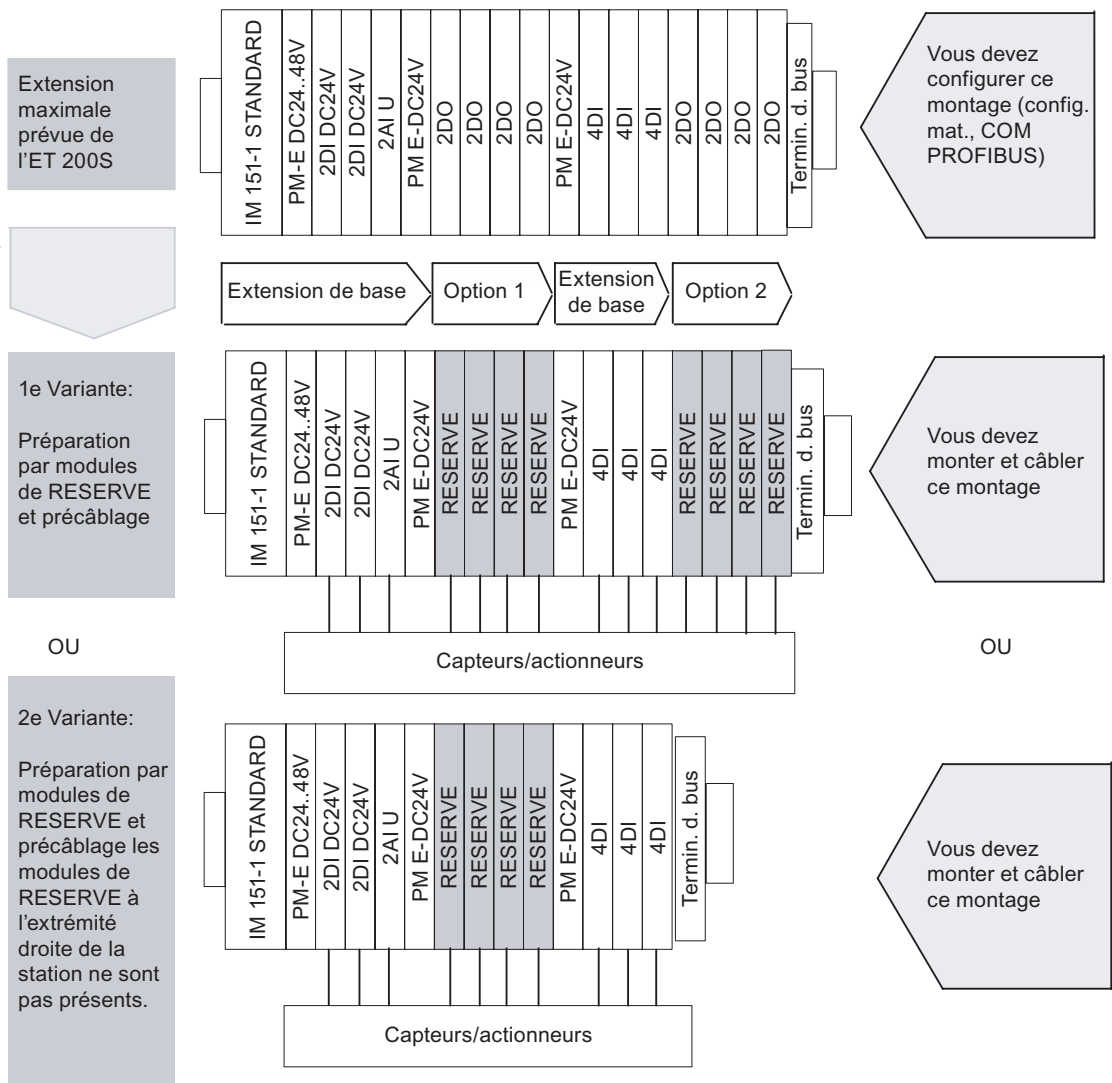 Extension
maximale
prévue de
l'ET 200S
IM 151-1 STANDARD
PM-E DC24..48V
2DI DC24V
2DI DC24V
2AI U
PM E-DC24V
2DO
2DO
2DO
2DO
PM E-DC24V
4DI
4DI
4DI
2DO
2DO
2DO
2DO
Termin. d. bus
Vous devez
configurer ce
montage (config.
mat., COM
PROFIBUS)
Extension de base
Option 1
Extension
de base
Option 2
1e Variante:
Préparation
par modules
de RESERVE
et précâblage
IM 151-1 STANDARD
PM-E DC24..48V
2DI DC24V
2DI DC24V
2AI U
PM E-DC24V
RESERVE
RESERVE
RESERVE
RESERVE
PM E-DC24V
4DI
4DI
4DI
RESERVE
RESERVE
RESERVE
RESERVE
Termin. d. bus
Vous devez
monter et câbler
ce montage
Capteurs/actionneurs
OU
OU
2e Variante:
Préparation par
modules de
RESERVE et
précâblage les
modules de
RESERVE à
l'extrémité
droite de la
station ne sont
pas présents.
IM 151-1 STANDARD
PM-E DC24..48V
2DI DC24V
2DI DC24V
2AI U
PM E-DC24V
RESERVE
RESERVE
RESERVE
RESERVE
PM E-DC24V
4DI
4DI
4DI
Termin. d. bus
Vous devez
monter et câbler
ce montage
Capteurs/actionneurs